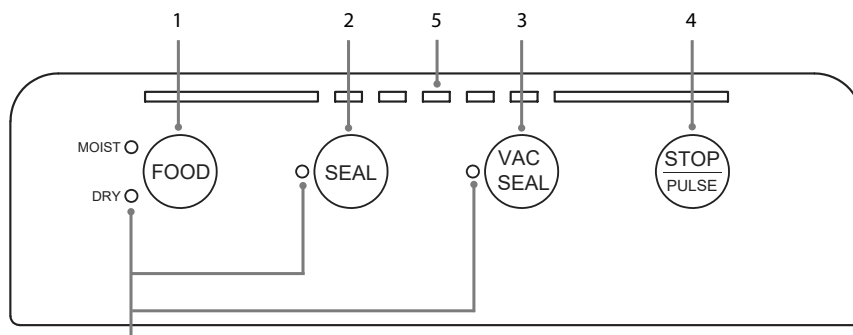 1 2 5 3 4
MOIST
FOOD
DRY
SEAL
VAC
SEAL
STOP
PULSE